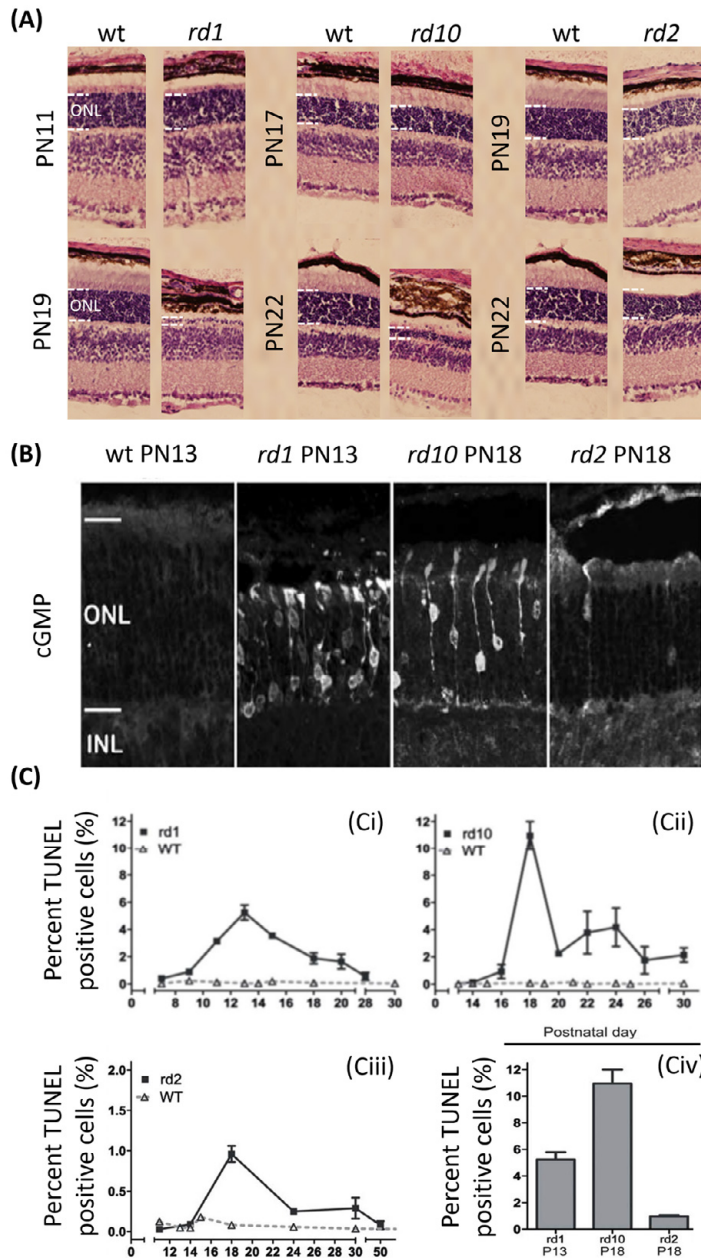 (A)
wt rd1 wt rd10 wt rd2
PN11 ONL PN17 PN19
PN19 ONL PN22 PN22
(B)
wt PN13 rd1 PN13 rd10 PN18 rd2 PN18
cGMP
ONL
INL
(C)
Percent TUNEL positive cells (%)
12
10
8
6
4
2
0
rd1
WT
(Ci)
0 8 10 12 14 16 18 20 28 30
Percent TUNEL positive cells (%)
12
10
8
6
4
2
0
rd10
WT
(Cii)
0 14 16 18 20 22 24 26 30
Postnatal day
Percent TUNEL positive cells (%)
2.0
1.5
1.0
0.5
0.0
rd2
WT
(Ciii)
0 12 14 16 18 20 22 24 26 28 30 50
Percent TUNEL positive cells (%)
12
10
8
6
4
2
0
(Civ)
rd1 rd10 rd2
P13 P18 P18